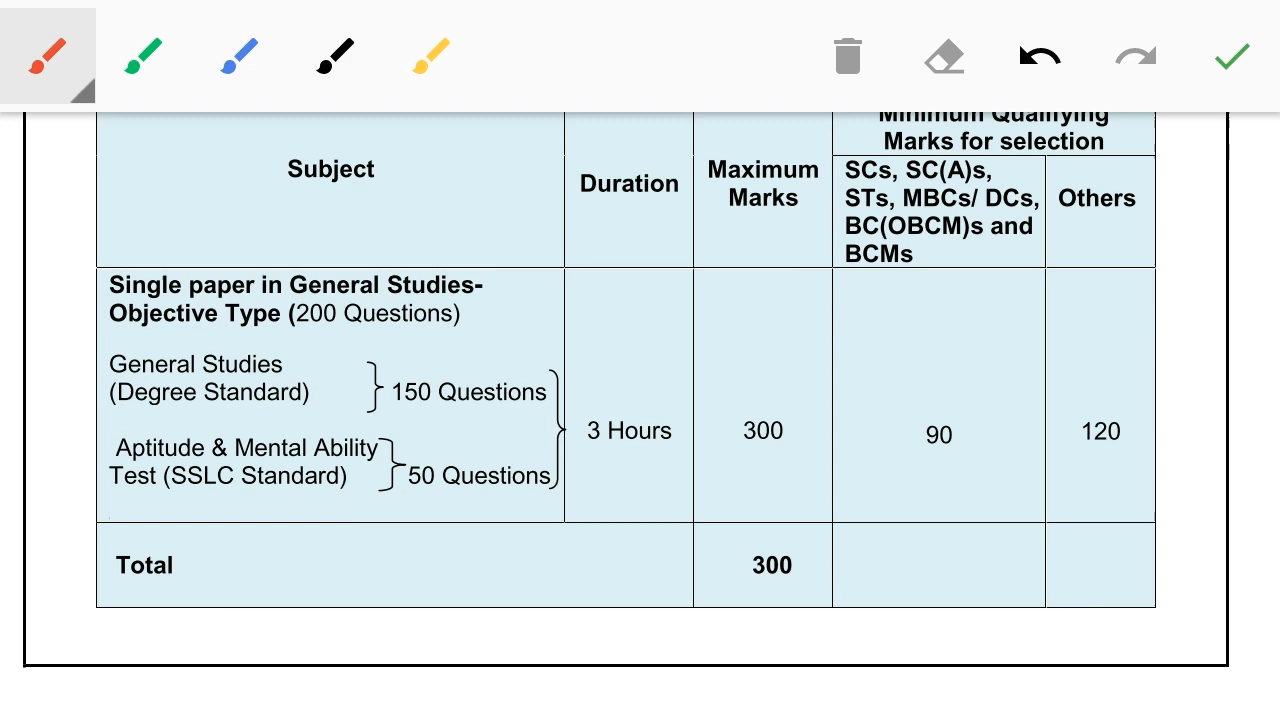 Minimum Qualifying
Marks for selection
Subject
Duration
Maximum
Marks
SCs, SC(A)s,
STs, MBCs/ DCs,
BC(OBCM)s and
BCMs
Others
Single paper in General Studies-
Objective Type (200 Questions)
General Studies
(Degree Standard)
150 Questions
Aptitude & Mental Ability
Test (SSLC Standard)
50 Questions
3 Hours
300
90
120
Total
300